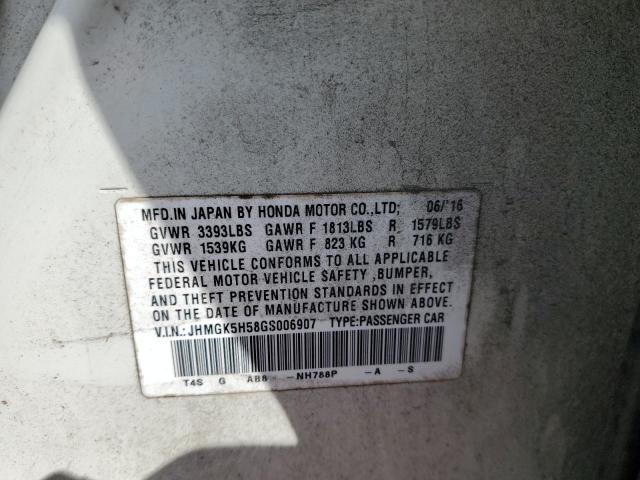 MFD.IN JAPAN BY HONDA MOTOR CO.,LTD; 06/'16
GVWR 3393LBS GAWR F 1813LBS R 1579LBS
GVWR 1539KG GAWR F 823 KG R 716 KG
THIS VEHICLE CONFORMS TO ALL APPLICABLE
FEDERAL MOTOR VEHICLE SAFETY ,BUMPER,
AND THEFT PREVENTION STANDARDS IN EFFECT
ON THE DATE OF MANUFACTURE SHOWN ABOVE.
V.I.N.: JHMGK5H58GS006907 TYPE:PASSENGER CAR
T4S G AB8 -NH788P -A -S